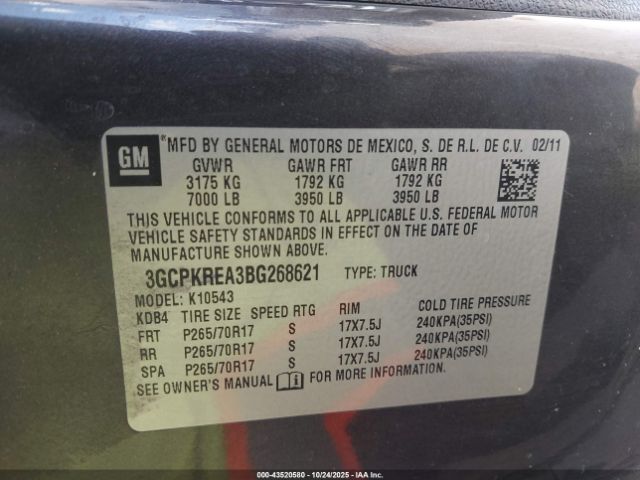 GM
MFD BY GENERAL MOTORS DE MEXICO, S. DE R.L. DE C.V. 02/11
GVWR GAWR FRT GAWR RR
3175 KG 1792 KG 1792 KG
7000 LB 3950 LB 3950 LB
THIS VEHICLE CONFORMS TO ALL APPLICABLE U.S. FEDERAL MOTOR
VEHICLE SAFETY STANDARDS IN EFFECT ON THE DATE OF
MANUFACTURE SHOWN ABOVE.
3GCPKREA3BG268621 TYPE: TRUCK
MODEL: K10543
KDB4 TIRE SIZE SPEED RTG RIM COLD TIRE PRESSURE
FRT P265/70R17 S 17X7.5J 240KPA(35PSI)
RR P265/70R17 S 17X7.5J 240KPA(35PSI)
SPA P265/70R17 S 17X7.5J 240KPA(35PSI)
SEE OWNER'S MANUAL FOR MORE INFORMATION.
000-43520580 - 10/24/2025 - IAAI.COM